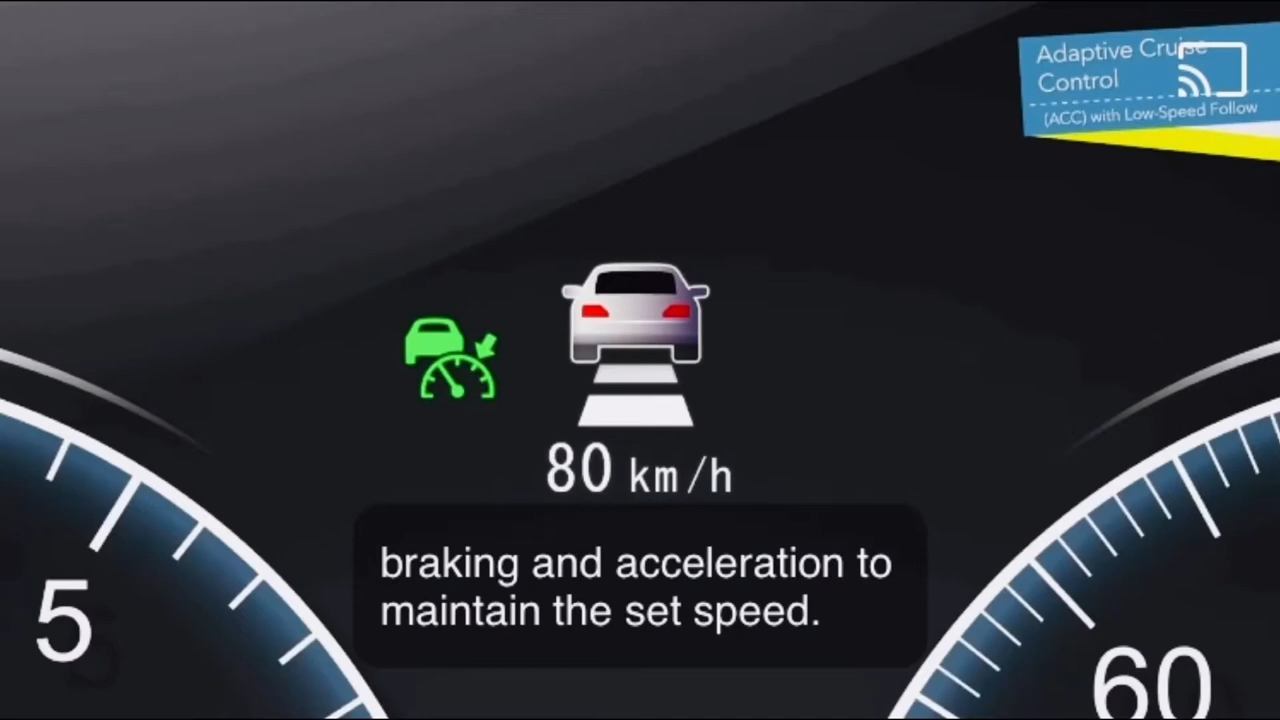 Adaptive Cruise
Control
(ACC) with Low-Speed Follow
80 km/h
braking and acceleration to
maintain the set speed.
5
60